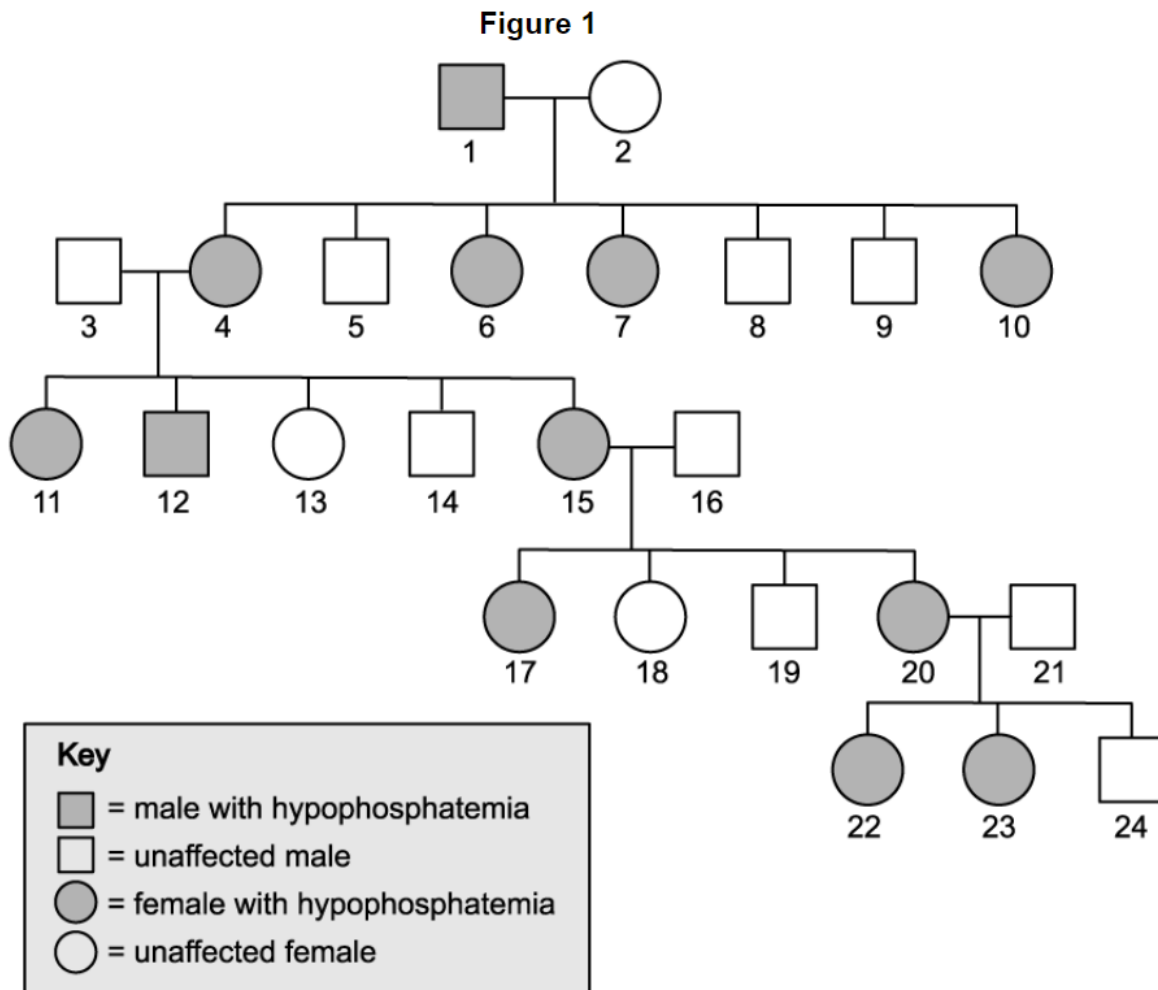 Figure 1
1 2
3 4 5 6 7 8 9 10
11 12 13 14 15 16
17 18 19 20 21
22 23 24
Key
= male with hypophosphatemia
= unaffected male
= female with hypophosphatemia
= unaffected female